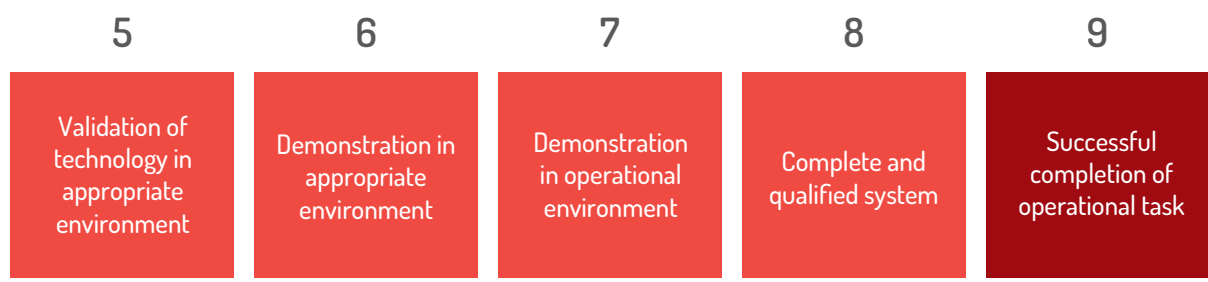 5 6 7 8 9
Validation of
technology in
appropriate
environment
Demonstration in
appropriate
environment
Demonstration
in operational
environment
Complete and
qualified system
Successful
completion of
operational task